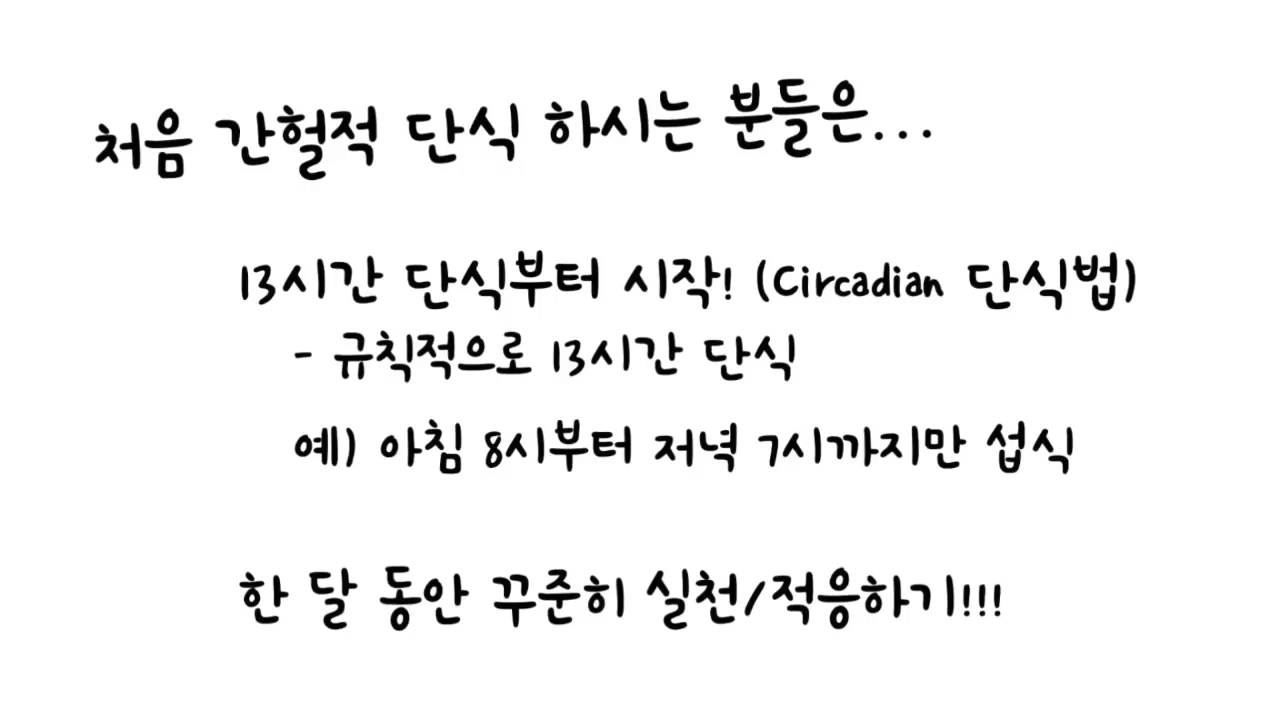 처음 간헐적 단식 하시는 분들은...
13시간 단식부터 시작! (Circadian 단식법)
- 규칙적으로 13시간 단식
예) 아침 8시부터 저녁 7시까지만 섭식
한 달 동안 꾸준히 실천/적응하기!!!